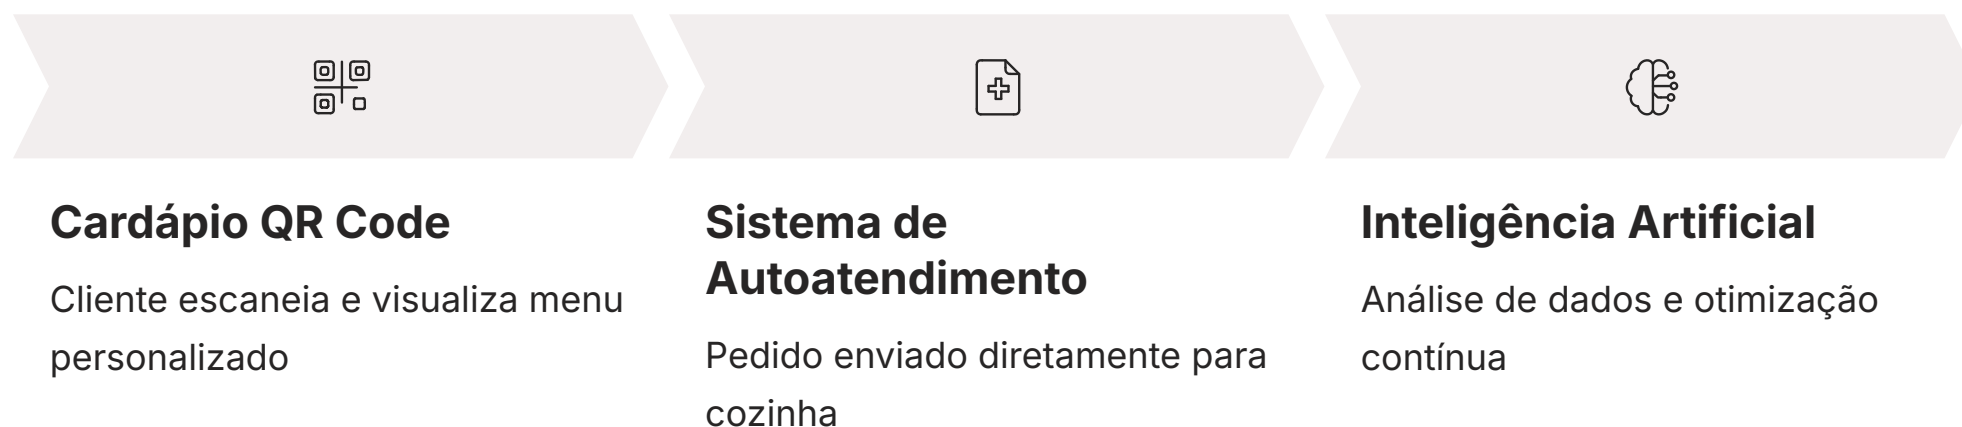 Cardápio QR Code
Cliente escaneia e visualiza menu
personalizado
Sistema de
Autoatendimento
Pedido enviado diretamente para
cozinha
Inteligência Artificial
Análise de dados e otimização
contínua